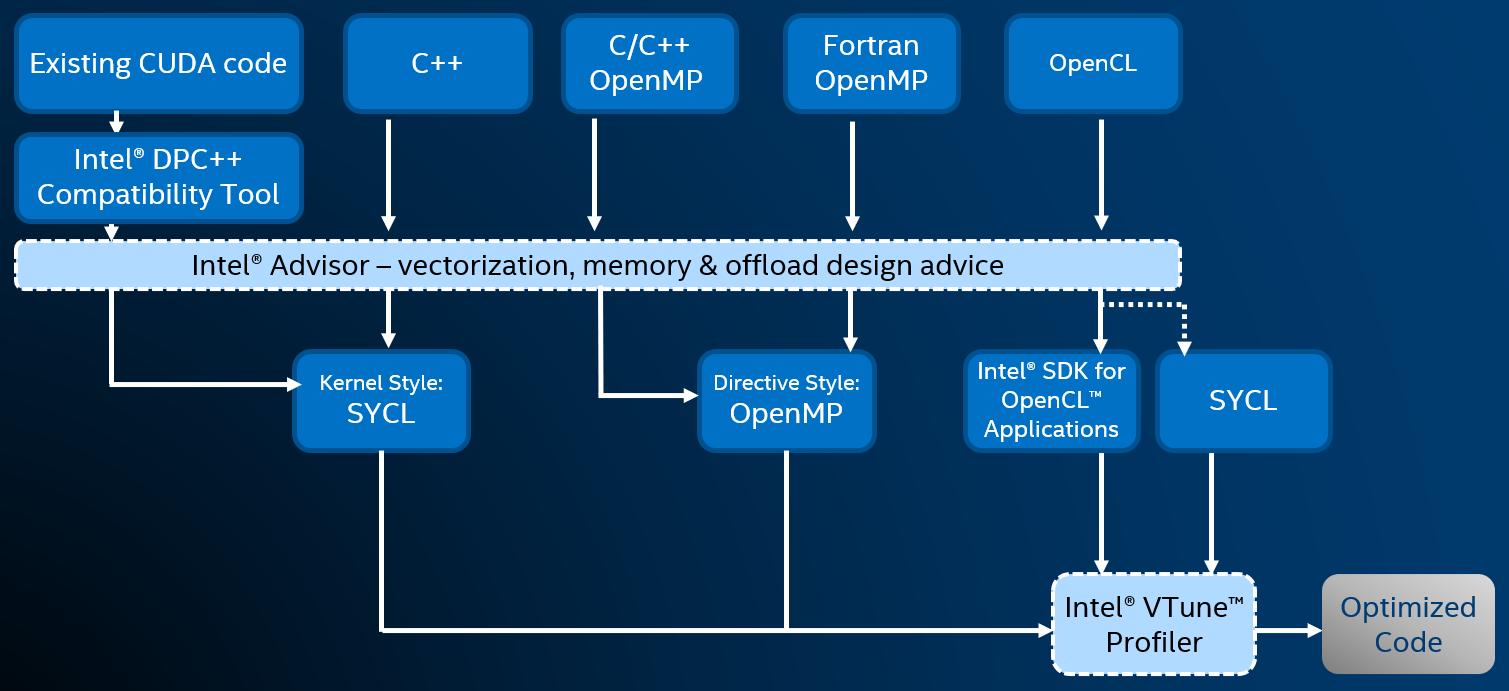 Existing CUDA code
C++
C/C++
OpenMP
Fortran
OpenMP
OpenCL
Intel® DPC++
Compatibility Tool
Intel® Advisor – vectorization, memory & offload design advice
Kernel Style:
SYCL
Directive Style:
OpenMP
Intel® SDK for
OpenCL™
Applications
SYCL
Intel® VTune™
Profiler
Optimized
Code